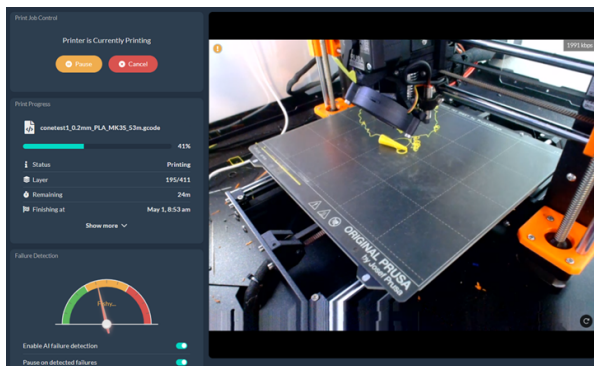 Print Job Control
Printer is Currently Printing
Pause
Cancel
Print Progress
conetest1_0.2mm_PLA_MK3S_53m.gcode
41%
Status Printing
Layer 195/411
Remaining 24m
Finishing at May 1, 8:53 am
Show more
Failure Detection
Fishy...
Enable AI failure detection
Pause on detected failures
1991 kbps
ORIGINAL PRUSA
by Josef Prusa